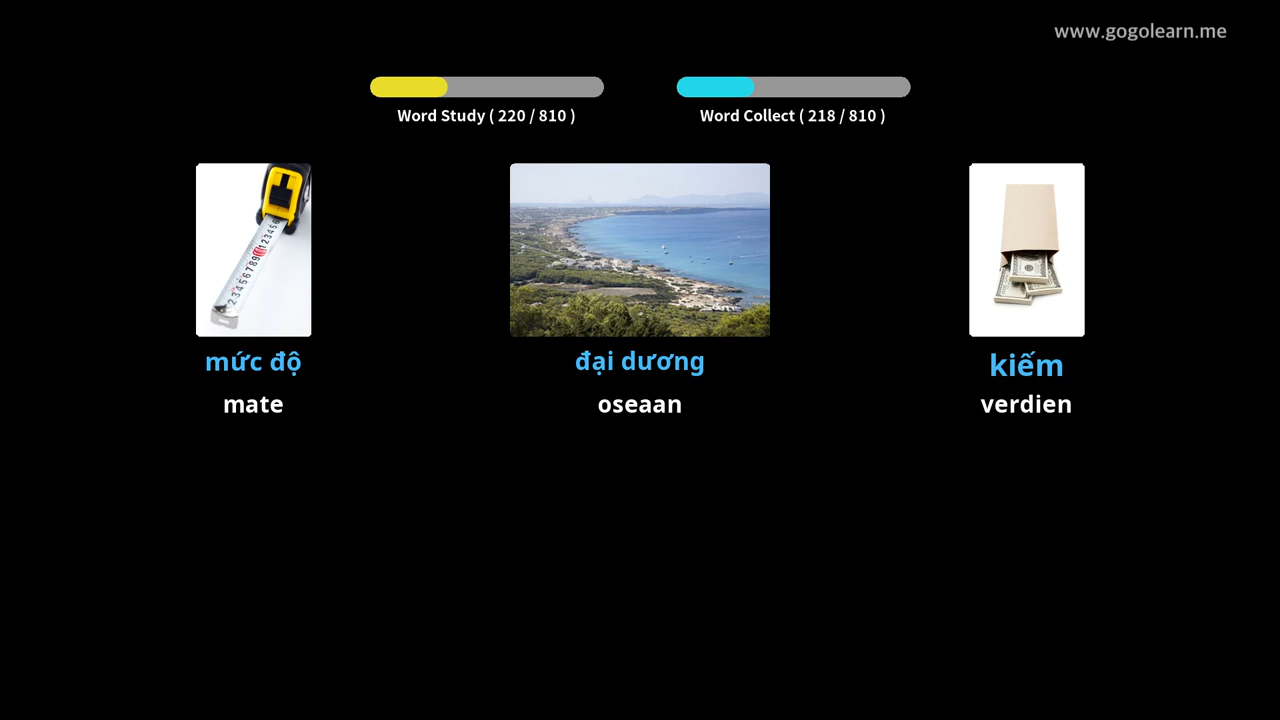 www.gogolearn.me
Word Study ( 220 / 810 )
Word Collect ( 218 / 810 )
mức độ
đại dương
kiếm
mate
oseaan
verdien